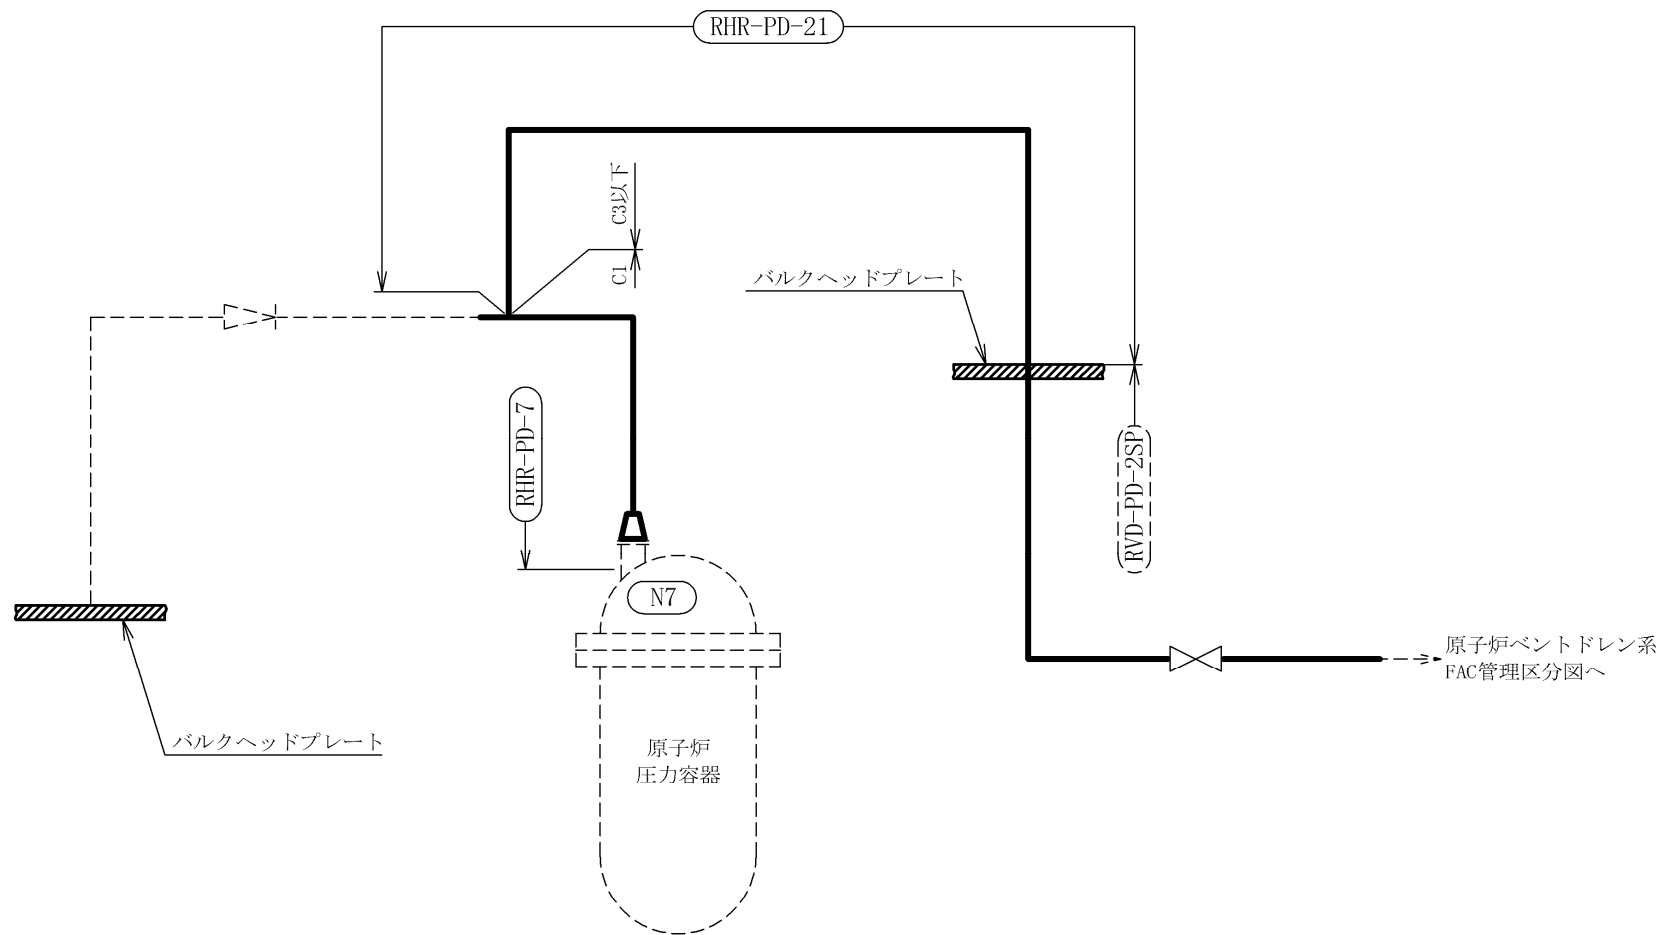 RHR-PD-21
C3以下
C1
バルクヘッドプレート
RHR-PD-7
RVD-PD-2SP
N7
原子炉ベントドレン系
FAC管理区分図へ
バルクヘッドプレート
原子炉
圧力容器